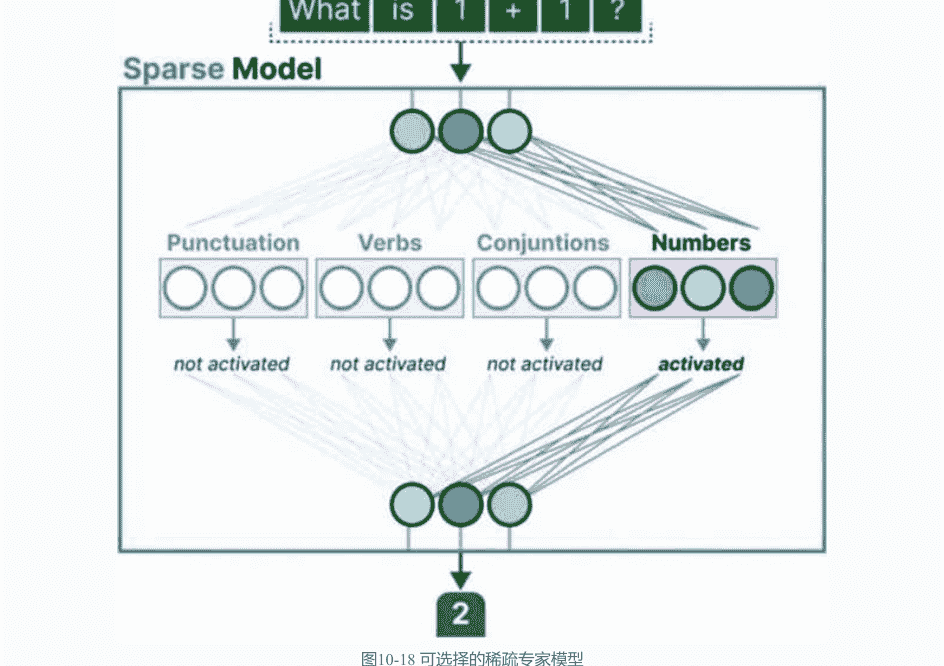 What is 1 + 1 ?
Sparse Model
Punctuation Verbs Conjuntions Numbers
not activated not activated not activated activated
2
图10-18 可选择的稀疏专家模型